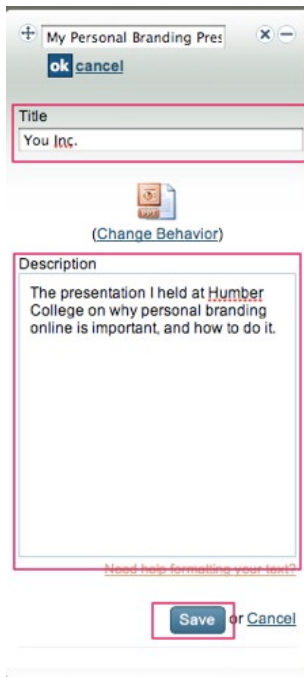 My Personal Branding Pres
ok cancel
Title
You Inc.
PPT
(Change Behavior)
Description
The presentation I held at Humber
College on why personal branding
online is important, and how to do it.
Need help formatting your text?
Save or Cancel